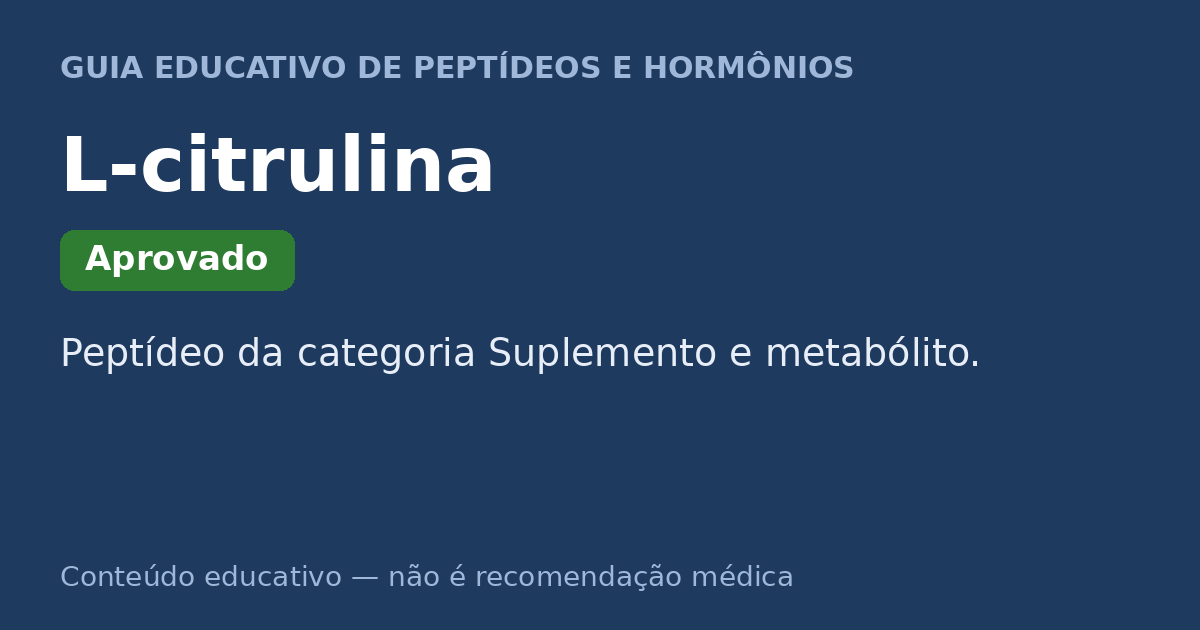 GUIA EDUCATIVO DE PEPTÍDEOS E HORMÔNIOS
L-citrulina
Aprovado
Peptídeo da categoria Suplemento e metabólito.
Conteúdo educativo — não é recomendação médica